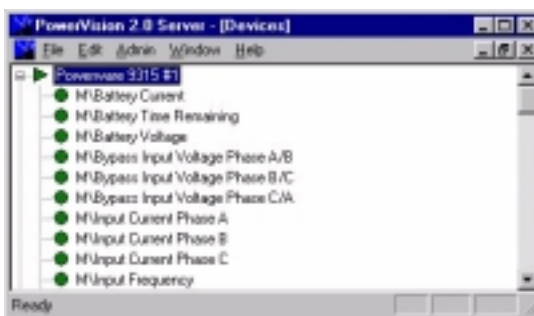 PowerVision 2.0 Server - [Devices]
File Edit Admin Window Help
Powerware 9315 #1
M\Battery Current
M\Battery Time Remaining
M\Battery Voltage
M\Bypass Input Voltage Phase A/B
M\Bypass Input Voltage Phase B/C
M\Bypass Input Voltage Phase C/A
M\Input Current Phase A
M\Input Current Phase B
M\Input Current Phase C
M\Input Frequency
Ready